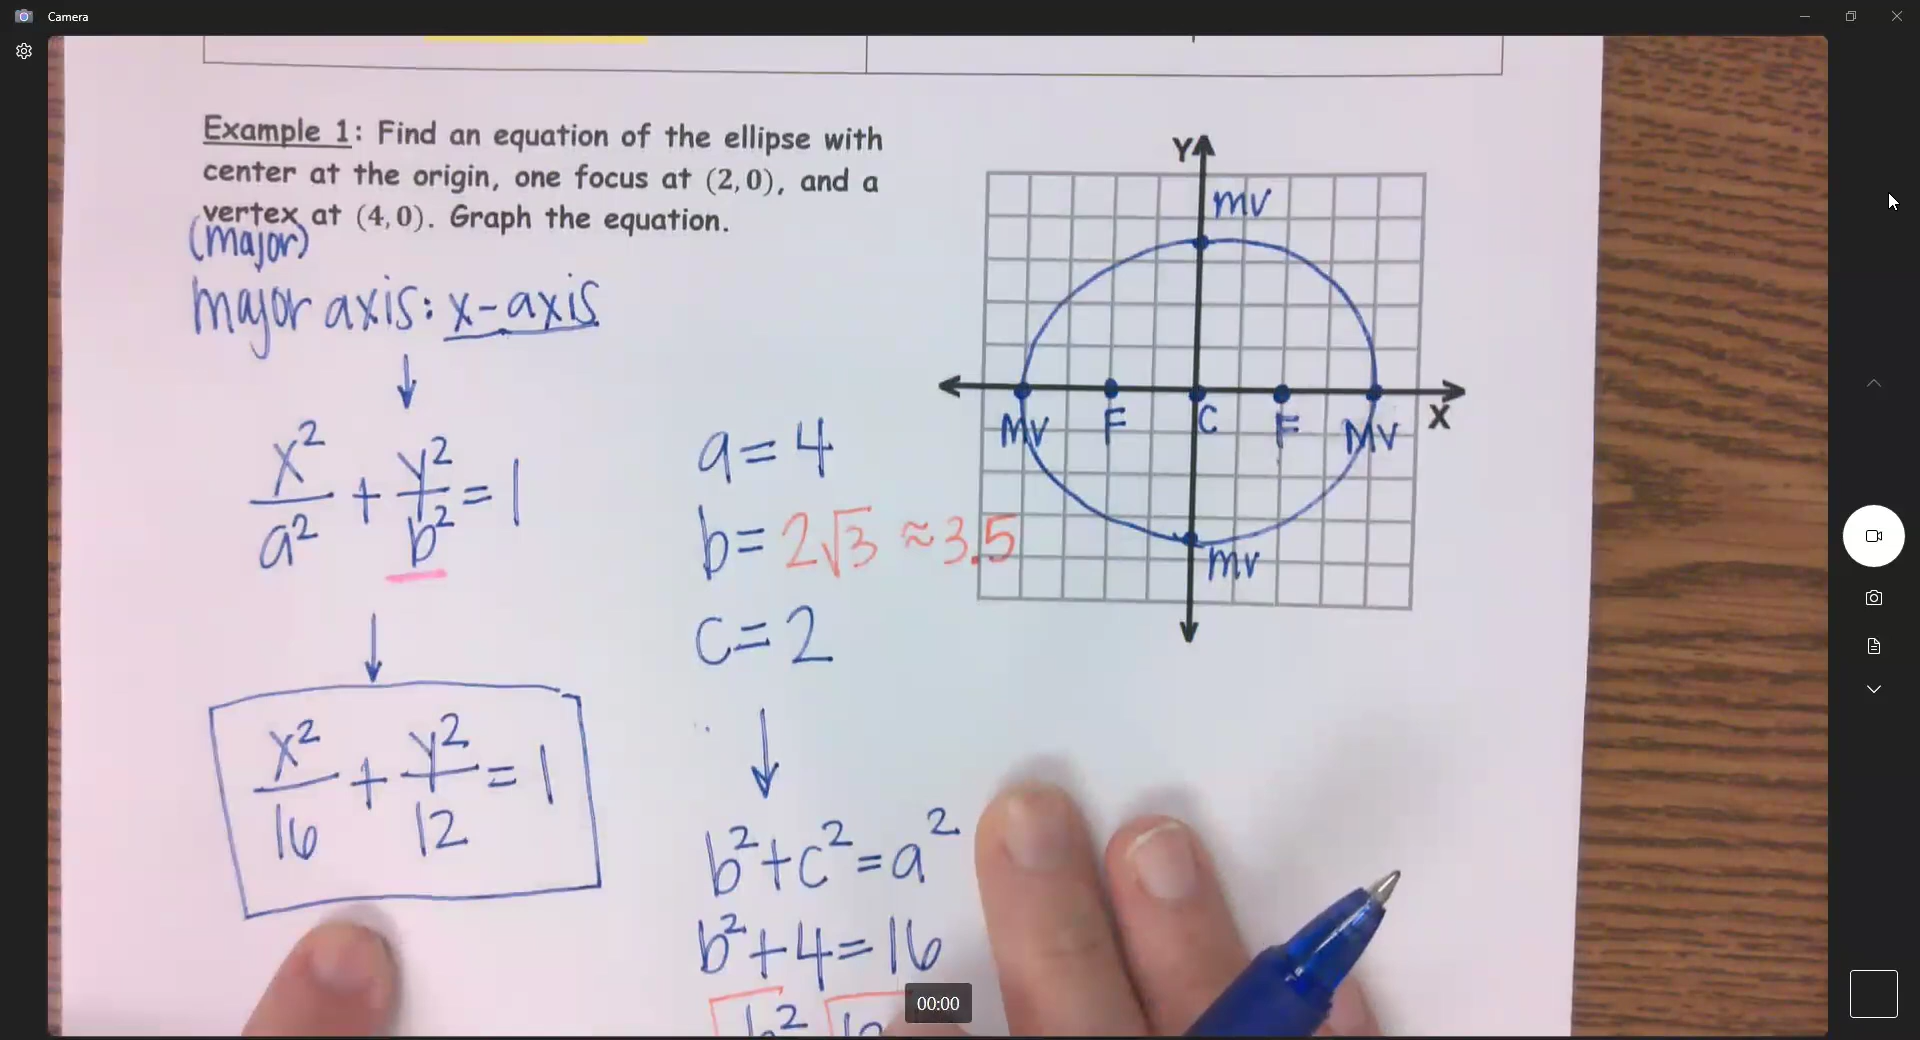 Camera
Example 1: Find an equation of the ellipse with
center at the origin, one focus at (2, 0), and a
vertex at (4, 0). Graph the equation.
(major)
major axis: x-axis
↓
x²/a² + y²/b² = 1
↓
x²/16 + y²/12 = 1
a = 4
b = 2√3 ≈ 3.5
c = 2
↓
b² + c² = a²
b² + 4 = 16
Y
mv
MV F C F MV
X
mv
00:00